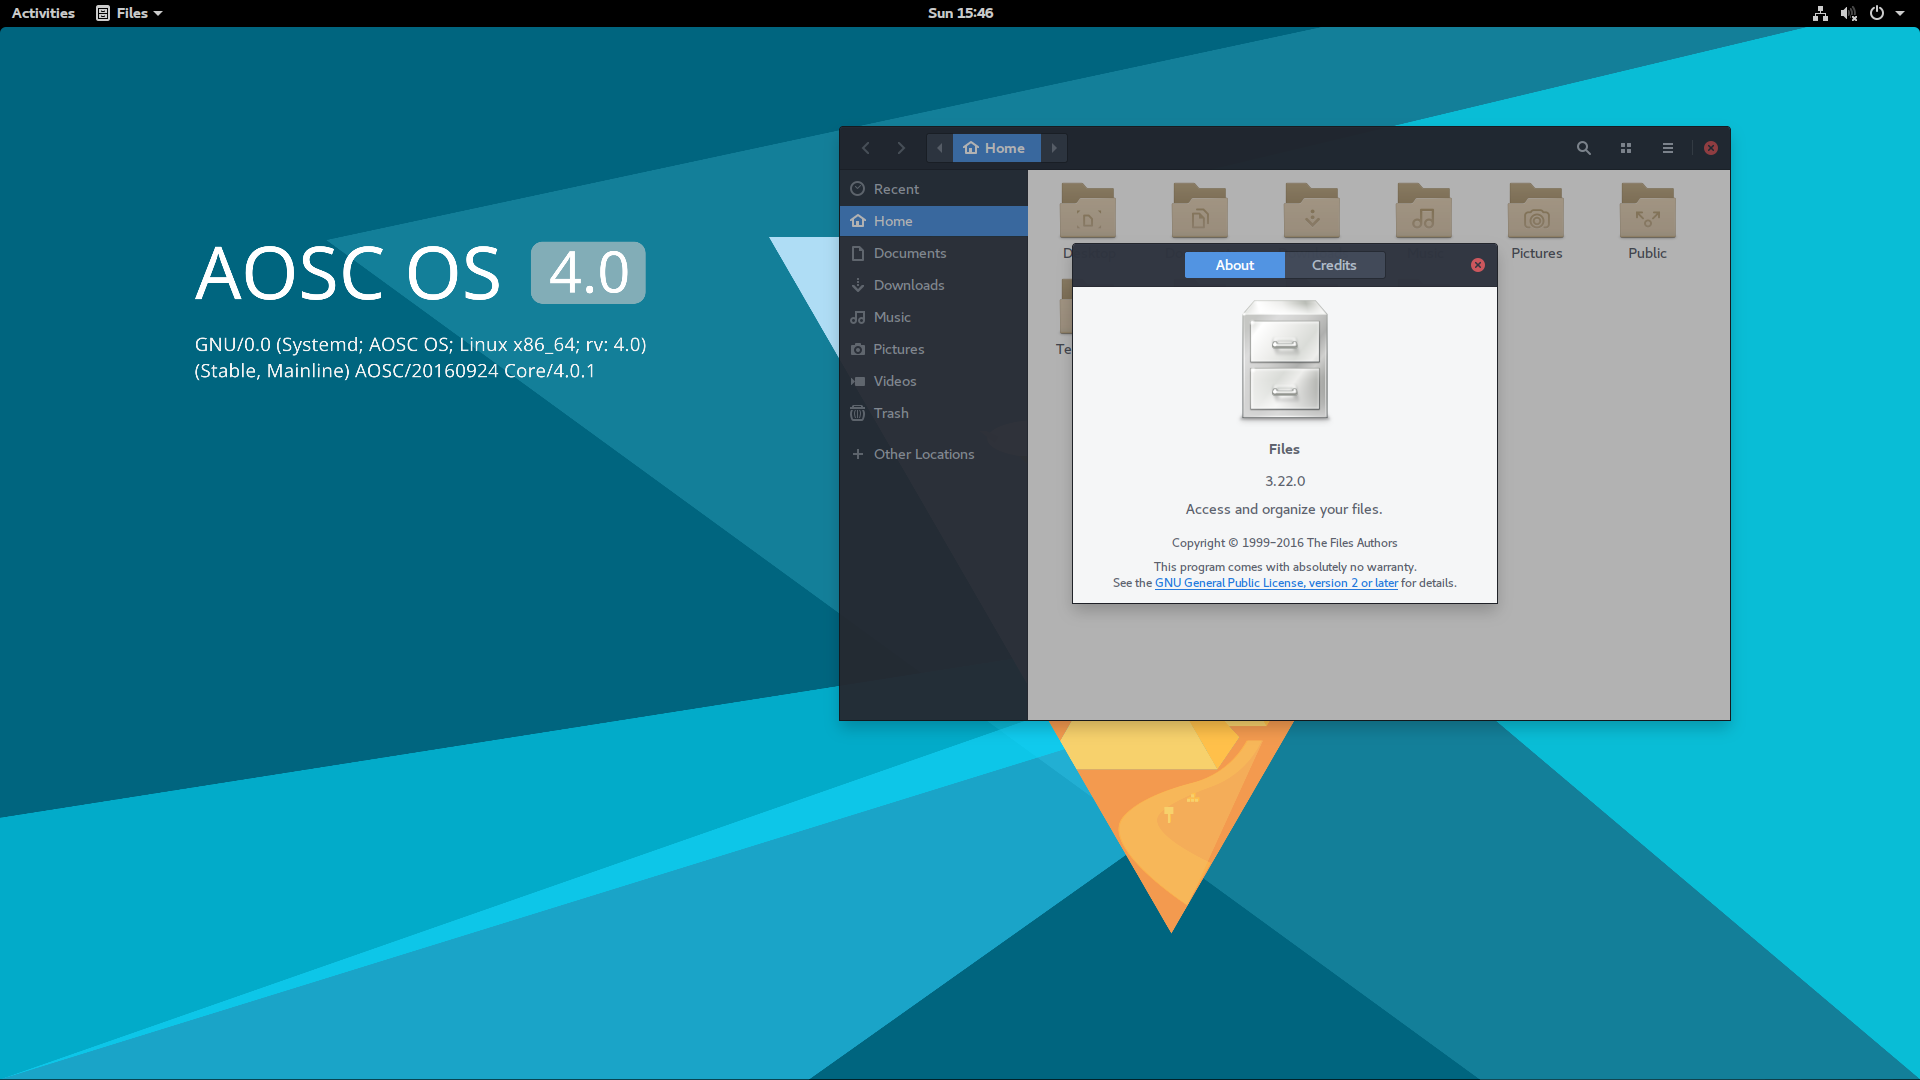 Activities
Files
Sun 15:46
AOSC OS 4.0
GNU/0.0 (Systemd; AOSC OS; Linux x86_64; rv: 4.0)
(Stable, Mainline) AOSC/20160924 Core/4.0.1
Home
Recent
Home
Documents
Downloads
Music
Pictures
Videos
Trash
Other Locations
Pictures
Public
About
Credits
Files
3.22.0
Access and organize your files.
Copyright © 1999–2016 The Files Authors
This program comes with absolutely no warranty.
See the GNU General Public License, version 2 or later for details.